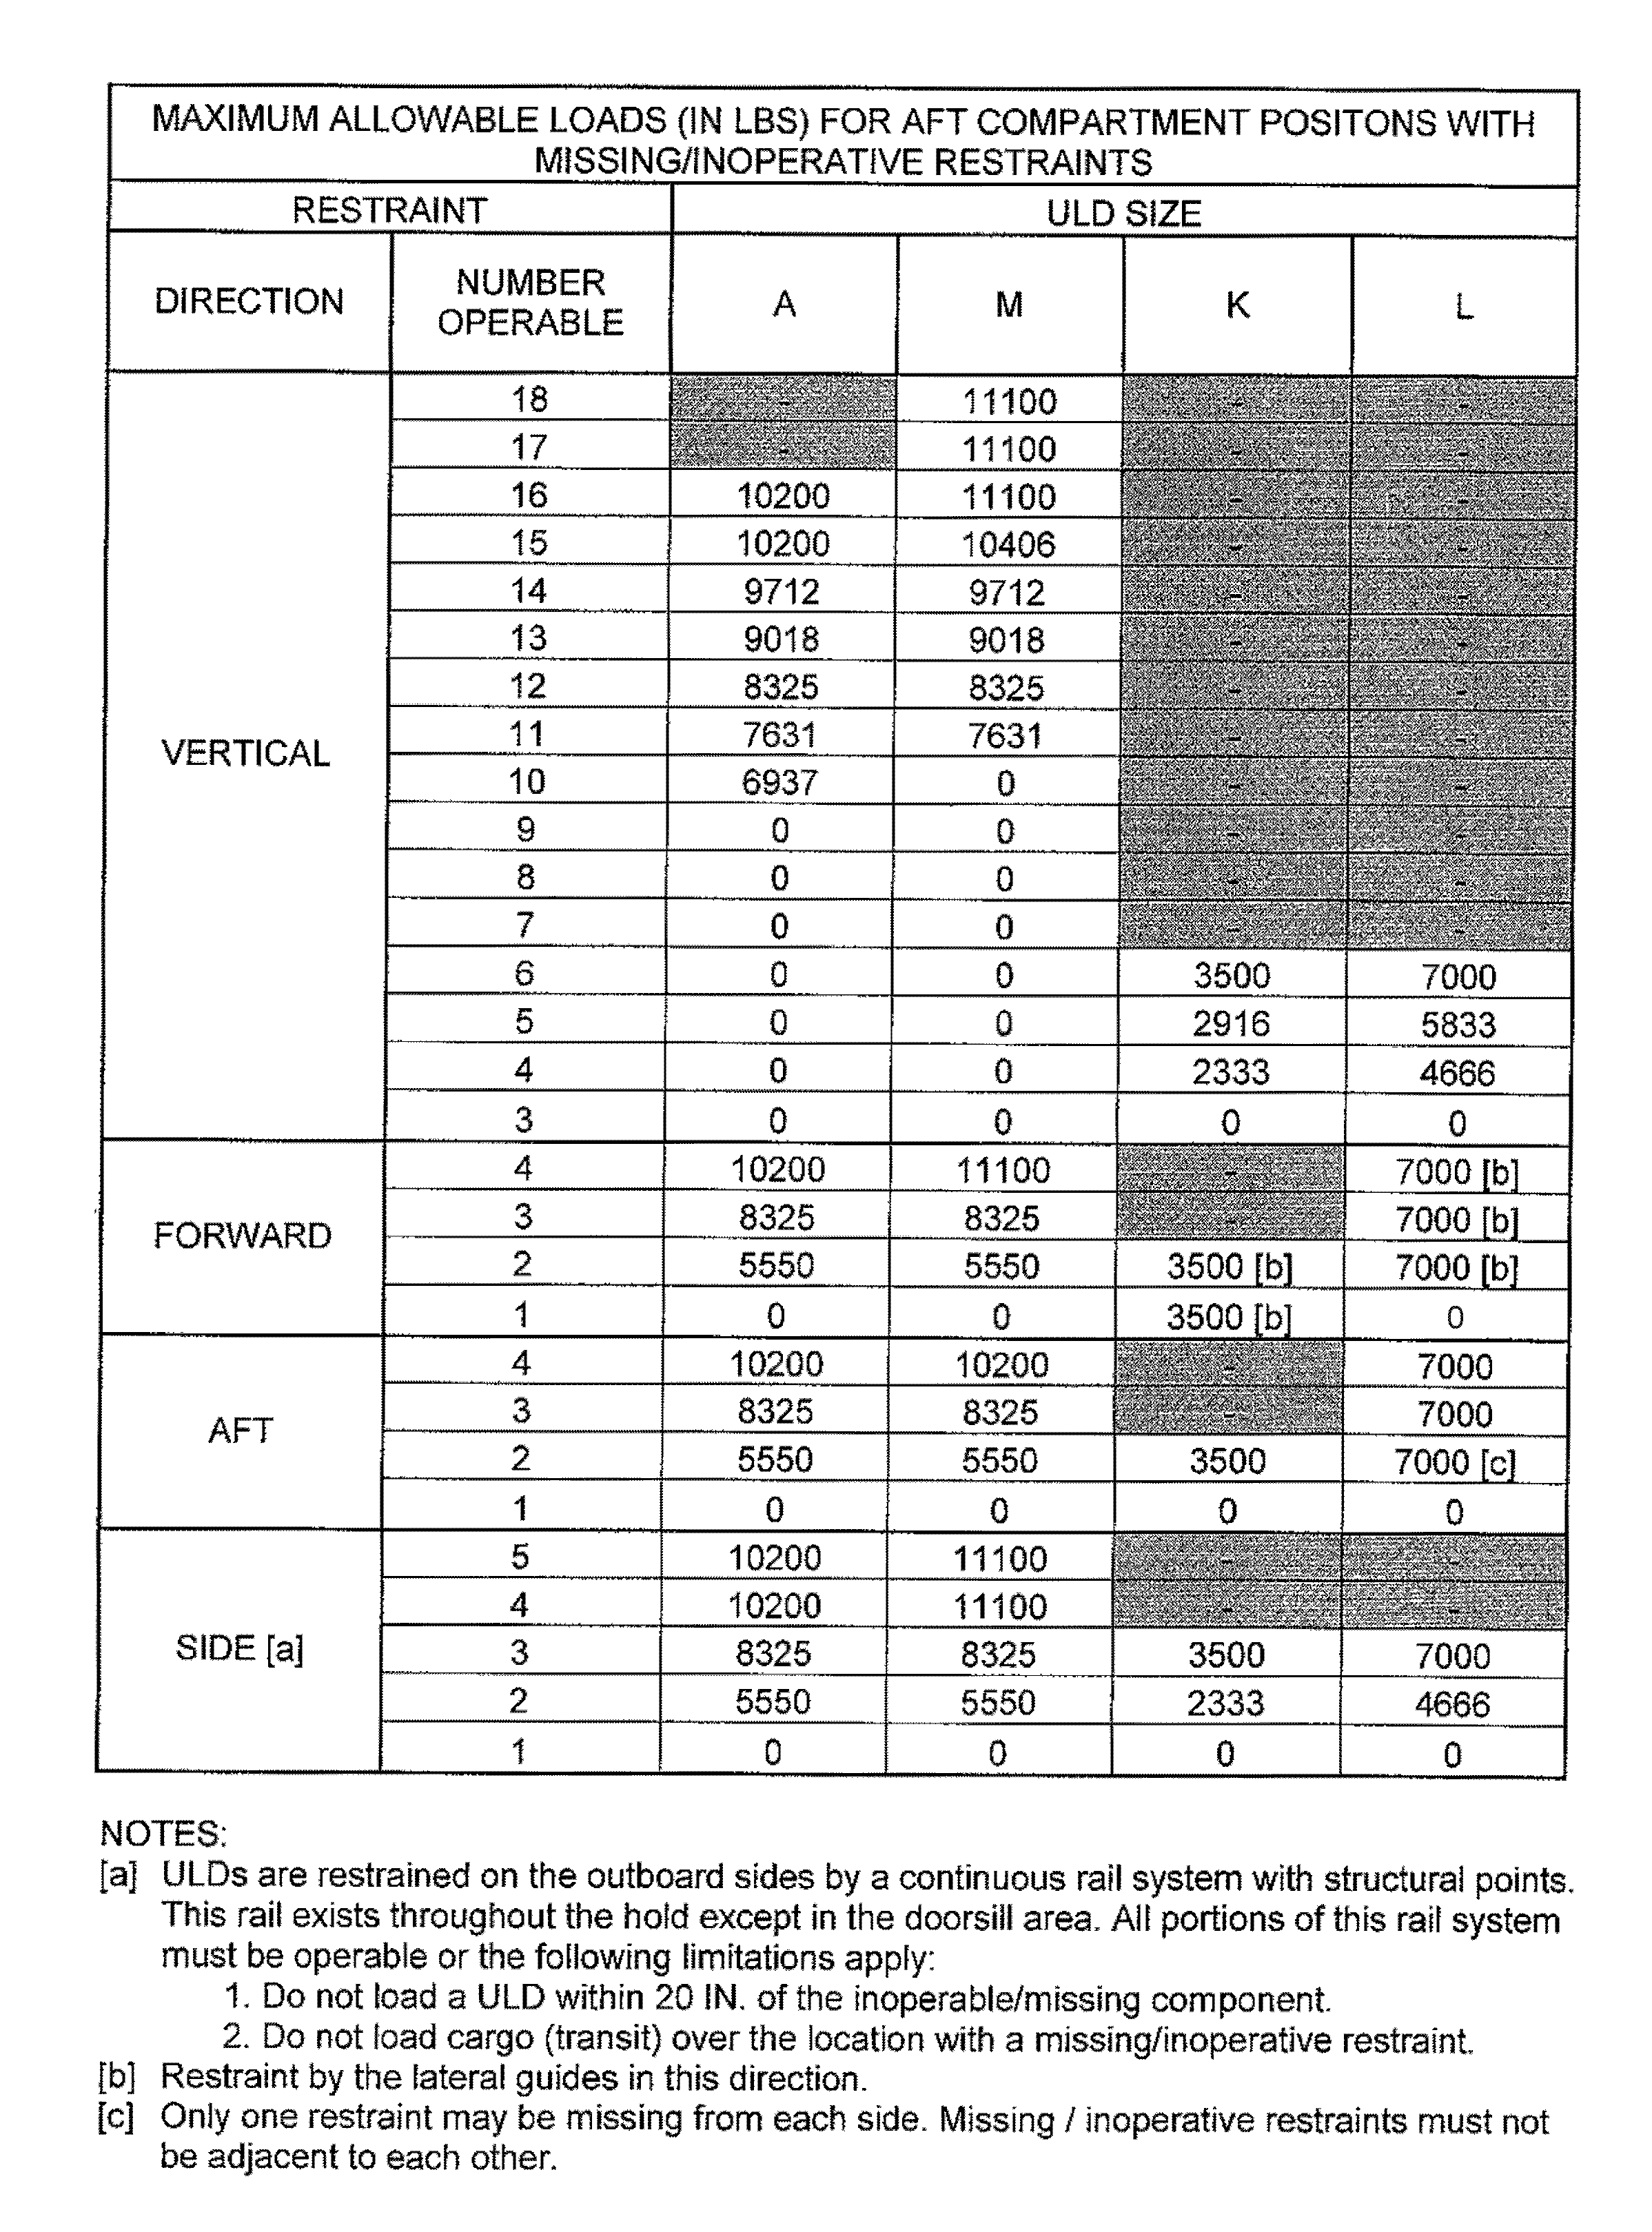 MAXIMUM ALLOWABLE LOADS (IN LBS) FOR AFT COMPARTMENT POSITONS WITH
MISSING/INOPERATIVE RESTRAINTS
RESTRAINT ULD SIZE
DIRECTION NUMBER OPERABLE A M K L
VERTICAL
18 - 11100 - -
17 - 11100 - -
16 10200 11100 - -
15 10200 10406 - -
14 9712 9712 - -
13 9018 9018 - -
12 8325 8325 - -
11 7631 7631 - -
10 6937 0 - -
9 0 0 - -
8 0 0 - -
7 0 0 - -
6 0 0 3500 7000
5 0 0 2916 5833
4 0 0 2333 4666
3 0 0 0 0
FORWARD
4 10200 11100 - 7000 [b]
3 8325 8325 - 7000 [b]
2 5550 5550 3500 [b] 7000 [b]
1 0 0 3500 [b] 0
AFT
4 10200 10200 - 7000
3 8325 8325 - 7000
2 5550 5550 3500 7000 [c]
1 0 0 0 0
SIDE [a]
5 10200 11100 - -
4 10200 11100 - -
3 8325 8325 3500 7000
2 5550 5550 2333 4666
1 0 0 0 0
NOTES:
[a] ULDs are restrained on the outboard sides by a continuous rail system with structural points.
This rail exists throughout the hold except in the doorsill area. All portions of this rail system
must be operable or the following limitations apply:
1. Do not load a ULD within 20 IN. of the inoperable/missing component.
2. Do not load cargo (transit) over the location with a missing/inoperative restraint.
[b] Restraint by the lateral guides in this direction.
[c] Only one restraint may be missing from each side. Missing / inoperative restraints must not
be adjacent to each other.